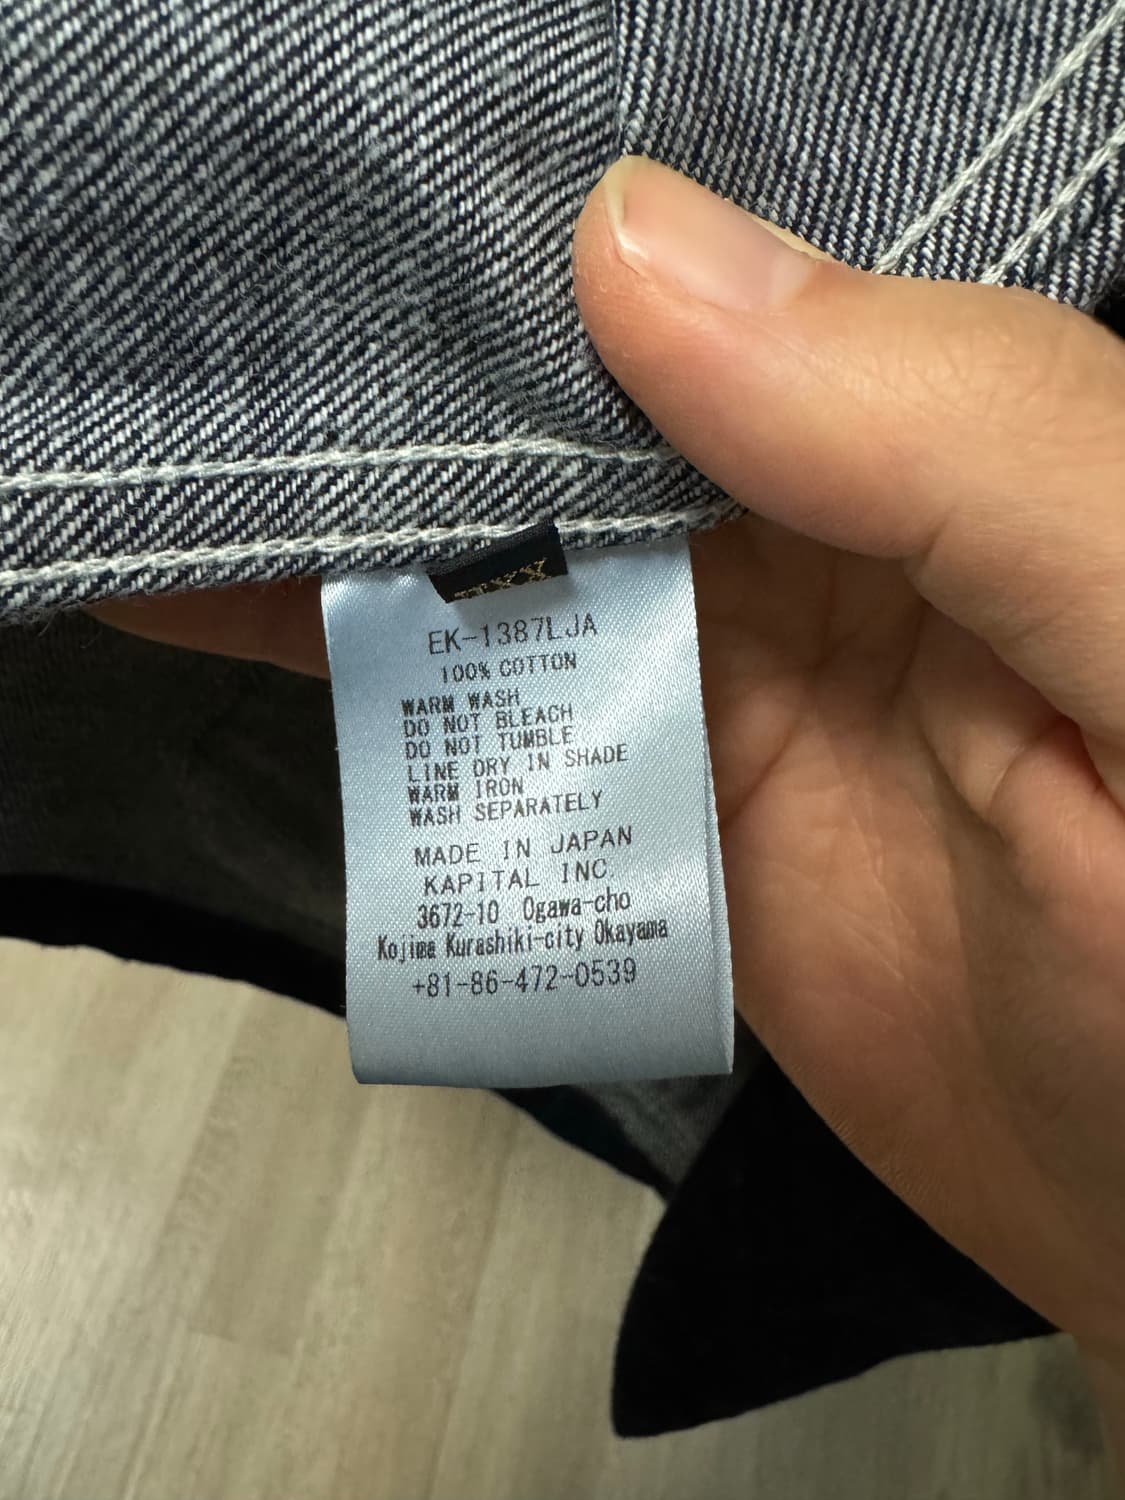 EK-1387LJA
100% COTTON
WARM WASH
DO NOT BLEACH
DO NOT TUMBLE
LINE DRY IN SHADE
WARM IRON
WASH SEPARATELY
MADE IN JAPAN
KAPITAL INC.
3672-10 Ogawa-cho
Kojima Kurashiki-city Okayama
+81-86-472-0539